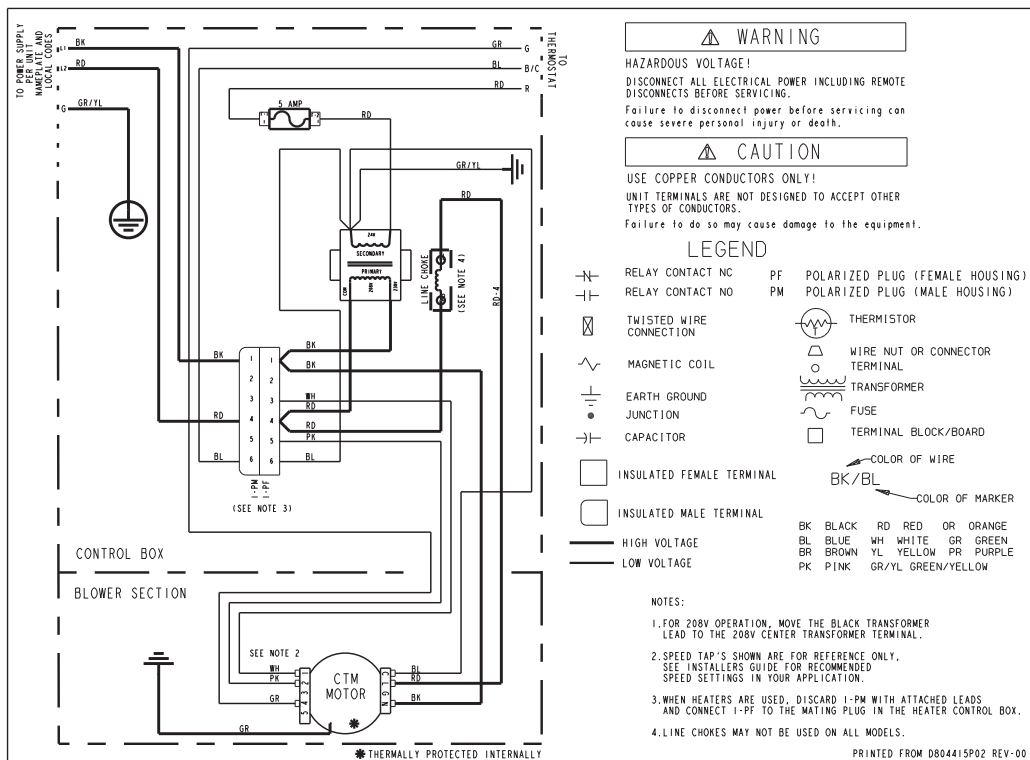 TO POWER SUPPLY
PER UNIT
NAMEPLATE AND
LOCAL CODES
L1
BK
L2
RD
G
GR/YL
GR
G
BL
B/C
RD
R
TO
THERMOSTAT
5 AMP
RD
GR/YL
RD
24V
SECONDARY
PRIMARY
COM
208V
230V
LINE CHOKE
(SEE NOTE 4)
RD-4
BK
BK
BK
WH
RD
RD
RD
PK
BL
BL
1 1
2 2
3 3
4 4
5 5
6 6
1-PM
1-PF
(SEE NOTE 3)
CONTROL BOX
BLOWER SECTION
SEE NOTE 2
WH
PK
GR
GR
1
2
3
4
5
CTM
MOTOR
C
L
G
N
BL
RD
BK
THERMALLY PROTECTED INTERNALLY
WARNING
HAZARDOUS VOLTAGE!
DISCONNECT ALL ELECTRICAL POWER INCLUDING REMOTE
DISCONNECTS BEFORE SERVICING.
Failure to disconnect power before servicing can
cause severe personal injury or death.
CAUTION
USE COPPER CONDUCTORS ONLY!
UNIT TERMINALS ARE NOT DESIGNED TO ACCEPT OTHER
TYPES OF CONDUCTORS.
Failure to do so may cause damage to the equipment.
LEGEND
RELAY CONTACT NC
RELAY CONTACT NO
TWISTED WIRE
CONNECTION
MAGNETIC COIL
EARTH GROUND
JUNCTION
CAPACITOR
INSULATED FEMALE TERMINAL
INSULATED MALE TERMINAL
HIGH VOLTAGE
LOW VOLTAGE
PF POLARIZED PLUG (FEMALE HOUSING)
PM POLARIZED PLUG (MALE HOUSING)
THERMISTOR
WIRE NUT OR CONNECTOR
TERMINAL
TRANSFORMER
FUSE
TERMINAL BLOCK/BOARD
COLOR OF WIRE
BK/BL
COLOR OF MARKER
BK BLACK RD RED OR ORANGE
BL BLUE WH WHITE GR GREEN
BR BROWN YL YELLOW PR PURPLE
PK PINK GR/YL GREEN/YELLOW
NOTES:
1.FOR 208V OPERATION, MOVE THE BLACK TRANSFORMER
LEAD TO THE 208V CENTER TRANSFORMER TERMINAL.
2.SPEED TAP'S SHOWN ARE FOR REFERENCE ONLY,
SEE INSTALLERS GUIDE FOR RECOMMENDED
SPEED SETTINGS IN YOUR APPLICATION.
3.WHEN HEATERS ARE USED, DISCARD 1-PM WITH ATTACHED LEADS
AND CONNECT 1-PF TO THE MATING PLUG IN THE HEATER CONTROL BOX.
4.LINE CHOKES MAY NOT BE USED ON ALL MODELS.
PRINTED FROM D804415P02 REV-00